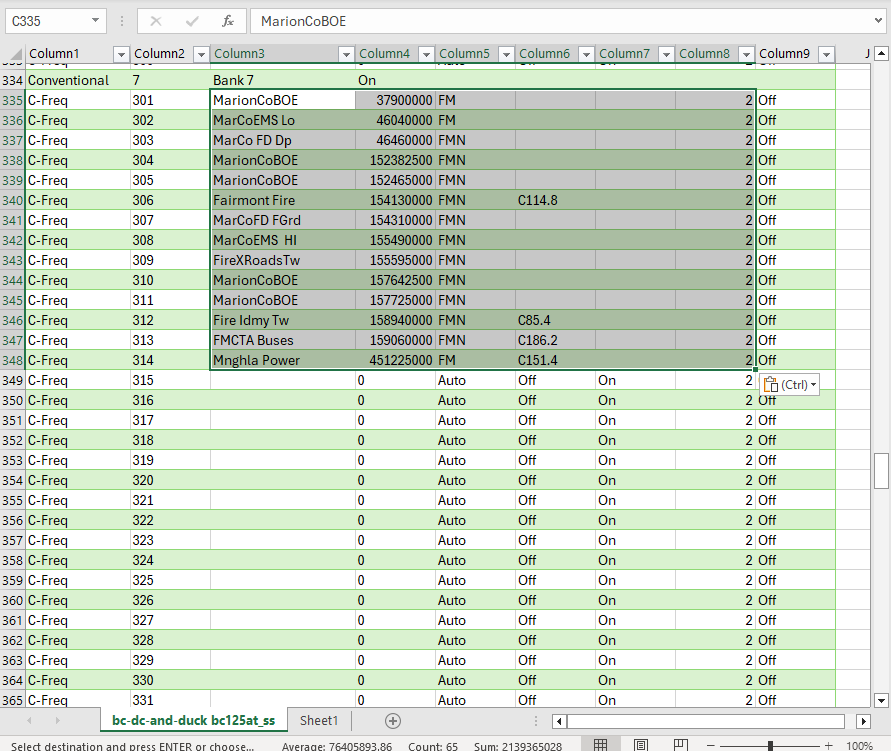 C335 fx MarionCoBOE
Column1 Column2 Column3 Column4 Column5 Column6 Column7 Column8 Column9 J
334 Conventional 7 Bank 7 On
335 C-Freq 301 MarionCoBOE 37900000 FM 2 Off
336 C-Freq 302 MarCoEMS Lo 46040000 FM 2 Off
337 C-Freq 303 MarCo FD Dp 46460000 FMN 2 Off
338 C-Freq 304 MarionCoBOE 152382500 FMN 2 Off
339 C-Freq 305 MarionCoBOE 152465000 FMN 2 Off
340 C-Freq 306 Fairmont Fire 154130000 FMN C114.8 2 Off
341 C-Freq 307 MarCoFD FGrd 154310000 FMN 2 Off
342 C-Freq 308 MarCoEMS HI 155490000 FMN 2 Off
343 C-Freq 309 FireXRoadsTw 155595000 FMN 2 Off
344 C-Freq 310 MarionCoBOE 157642500 FMN 2 Off
345 C-Freq 311 MarionCoBOE 157725000 FMN 2 Off
346 C-Freq 312 Fire Idmy Tw 158940000 FMN C85.4 2 Off
347 C-Freq 313 FMCTA Buses 159060000 FMN C186.2 2 Off
348 C-Freq 314 Mnghla Power 451225000 FM C151.4 2 Off
349 C-Freq 315 0 Auto Off On 2 (Ctrl)
350 C-Freq 316 0 Auto Off On 2 Off
351 C-Freq 317 0 Auto Off On 2 Off
352 C-Freq 318 0 Auto Off On 2 Off
353 C-Freq 319 0 Auto Off On 2 Off
354 C-Freq 320 0 Auto Off On 2 Off
355 C-Freq 321 0 Auto Off On 2 Off
356 C-Freq 322 0 Auto Off On 2 Off
357 C-Freq 323 0 Auto Off On 2 Off
358 C-Freq 324 0 Auto Off On 2 Off
359 C-Freq 325 0 Auto Off On 2 Off
360 C-Freq 326 0 Auto Off On 2 Off
361 C-Freq 327 0 Auto Off On 2 Off
362 C-Freq 328 0 Auto Off On 2 Off
363 C-Freq 329 0 Auto Off On 2 Off
364 C-Freq 330 0 Auto Off On 2 Off
365 C-Freq 331 0 Auto Off On 2 Off
bc-dc-and-duck bc125at_ss Sheet1
Select destination and press ENTER or choose... Average: 76405893.86 Count: 65 Sum: 2139365028 100%